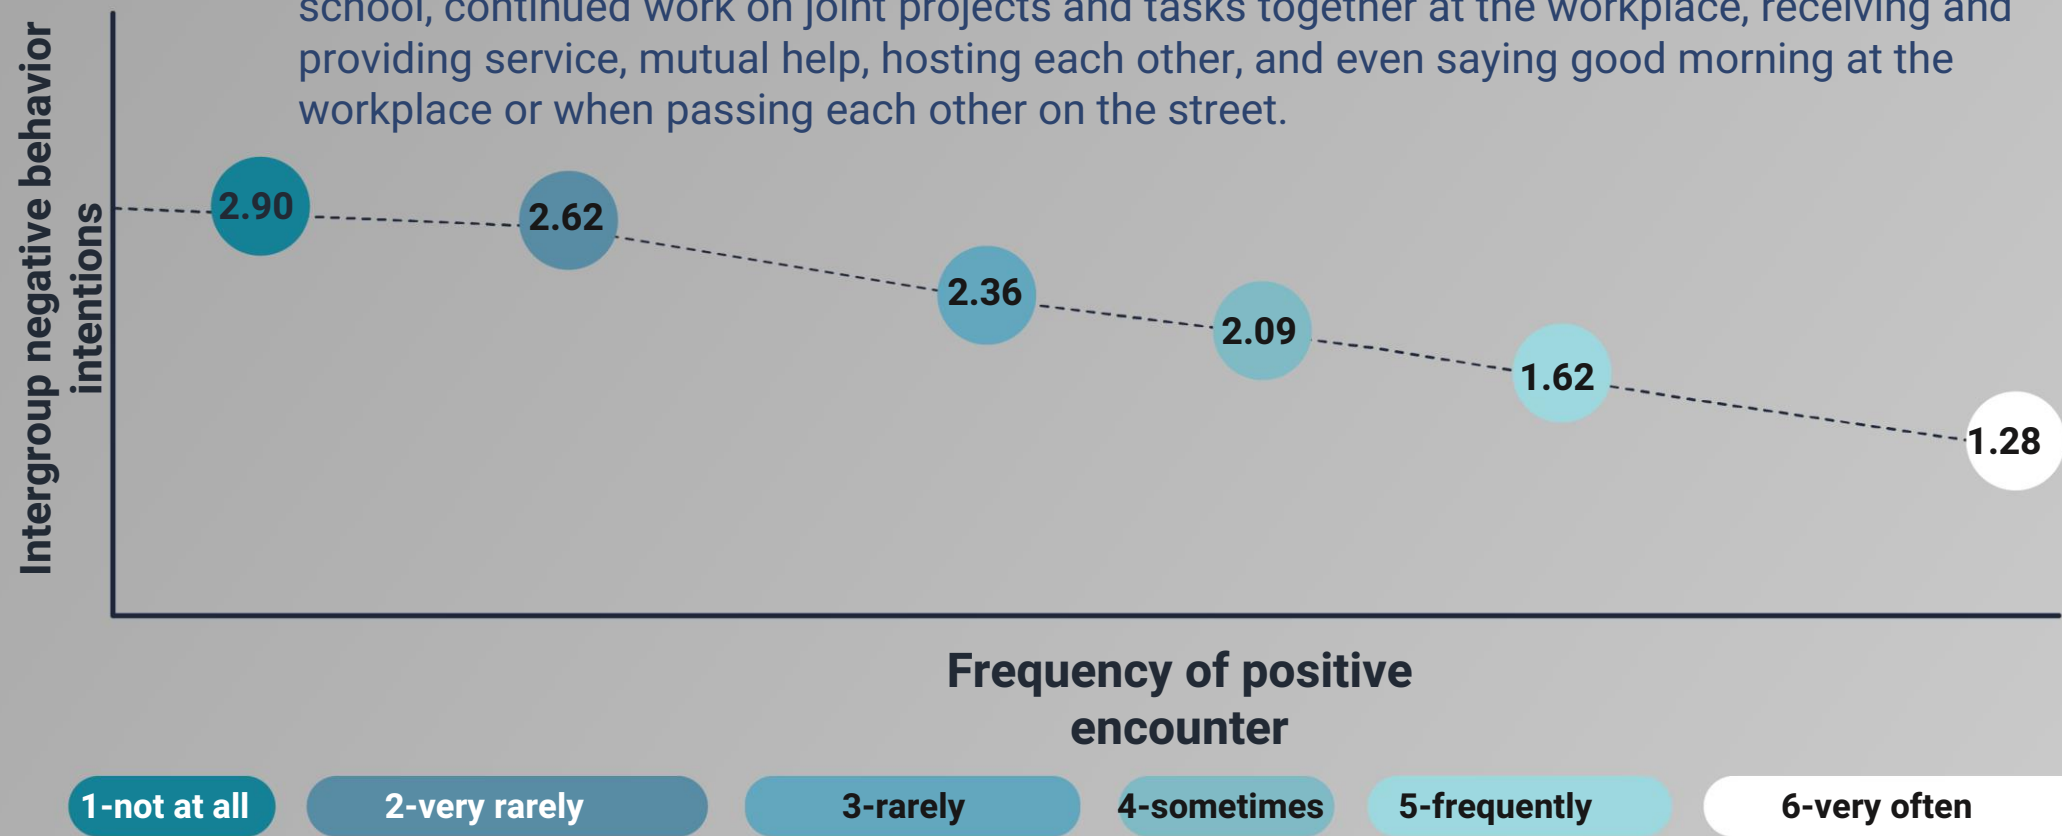 school, continued work on joint projects and tasks together at the workplace, receiving and
providing service, mutual help, hosting each other, and even saying good morning at the
workplace or when passing each other on the street.
Intergroup negative behavior
intentions
2.90
2.62
2.36
2.09
1.62
1.28
Frequency of positive
encounter
1-not at all
2-very rarely
3-rarely
4-sometimes
5-frequently
6-very often